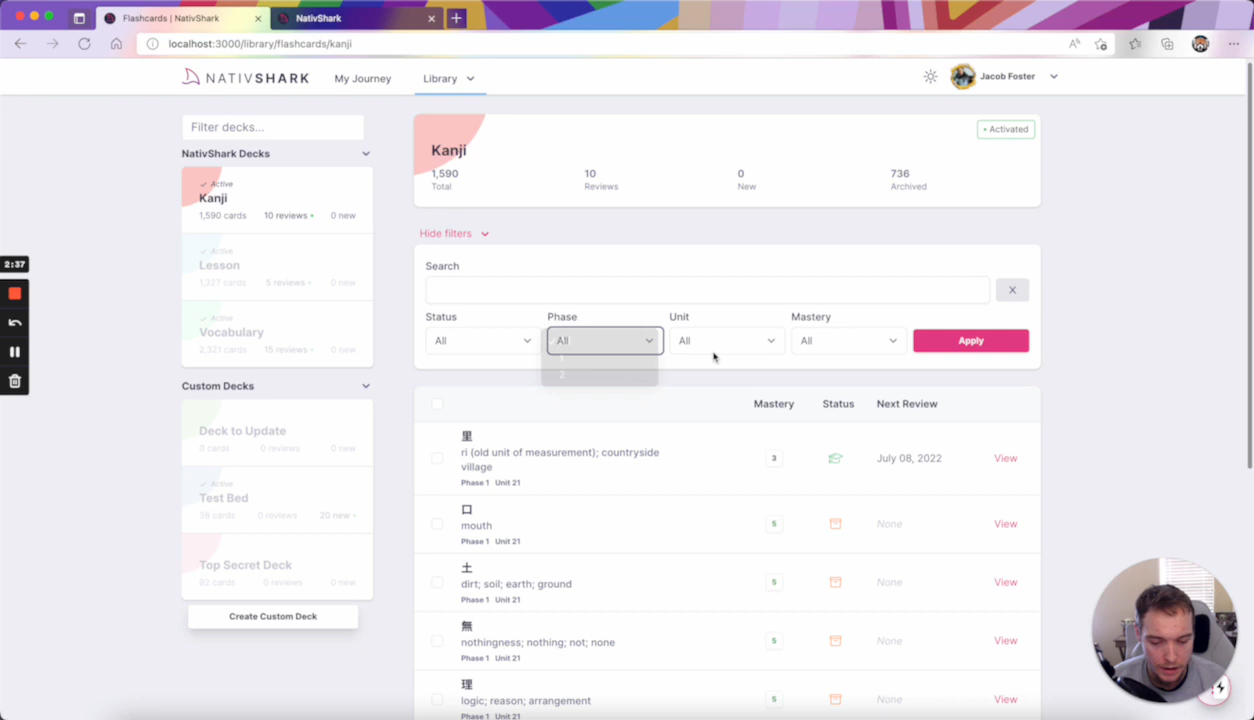 Flashcards | NativShark
NativShark
localhost:3000/library/flashcards/kanji
NATIVSHARK
My Journey
Library
Jacob Foster
Filter decks...
NativShark Decks
Active
Kanji
1,590 cards 10 reviews • 0 new
Active
Lesson
1,327 cards 5 reviews • 0 new
Active
Vocabulary
2,321 cards 15 reviews • 0 new
Custom Decks
Deck to Update
0 cards 0 reviews 0 new
Active
Test Bed
38 cards 0 reviews 20 new •
Top Secret Deck
92 cards 0 reviews 0 new
Create Custom Deck
• Activated
Kanji
1,590 10 0 736
Total Reviews New Archived
Hide filters
Search
X
Status Phase Unit Mastery
All All All All Apply
1
2
Mastery Status Next Review
里
ri (old unit of measurement); countryside
village
3 July 08, 2022 View
Phase 1 Unit 21
口
mouth
5 None View
Phase 1 Unit 21
土
dirt; soil; earth; ground
5 None View
Phase 1 Unit 21
無
nothingness; nothing; not; none
5 None View
Phase 1 Unit 21
理
logic; reason; arrangement
5 None View
Phase 1 Unit 21
2:37